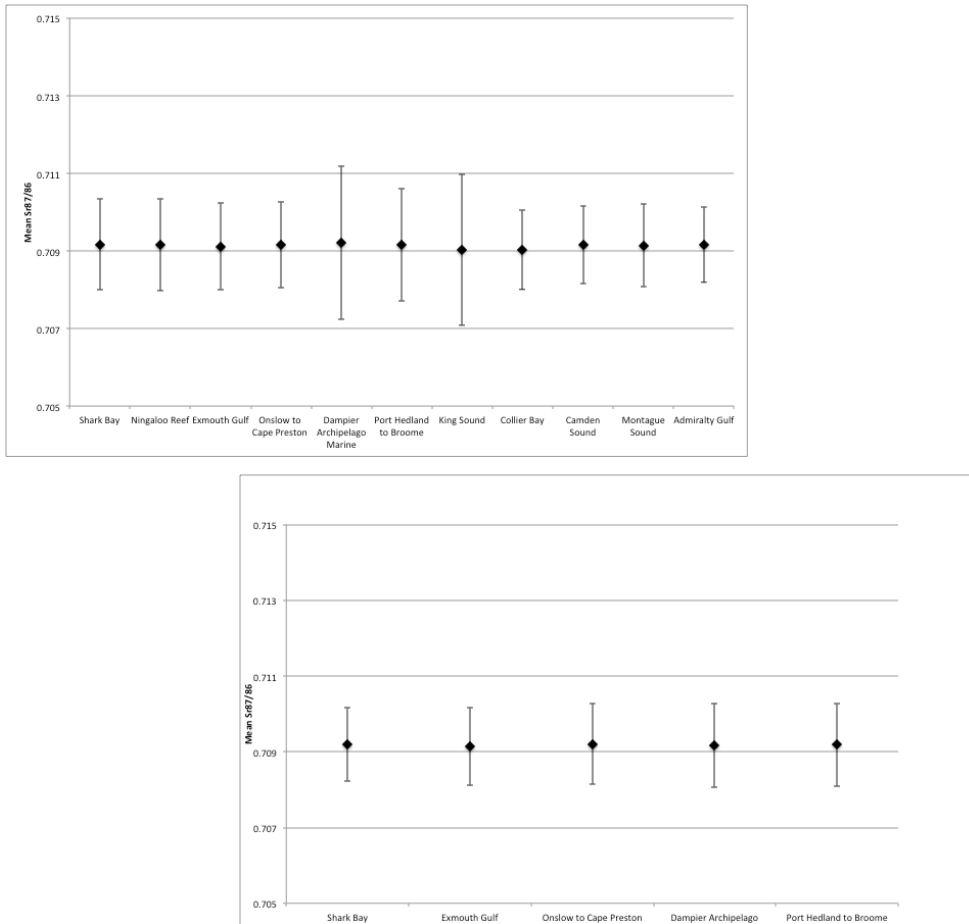 0.715
0.713
0.711
0.709
0.707
0.705
Mean Sr87/86
Shark Bay
Ningaloo Reef
Exmouth Gulf
Onslow to
Cape Preston
Dampier
Archipelago
Marine
Port Hedland
to Broome
King Sound
Collier Bay
Camden
Sound
Montague
Sound
Admiralty Gulf
0.715
0.713
0.711
0.709
0.707
0.705
Mean Sr87/86
Shark Bay
Exmouth Gulf
Onslow to Cape Preston
Dampier Archipelago
Port Hedland to Broome